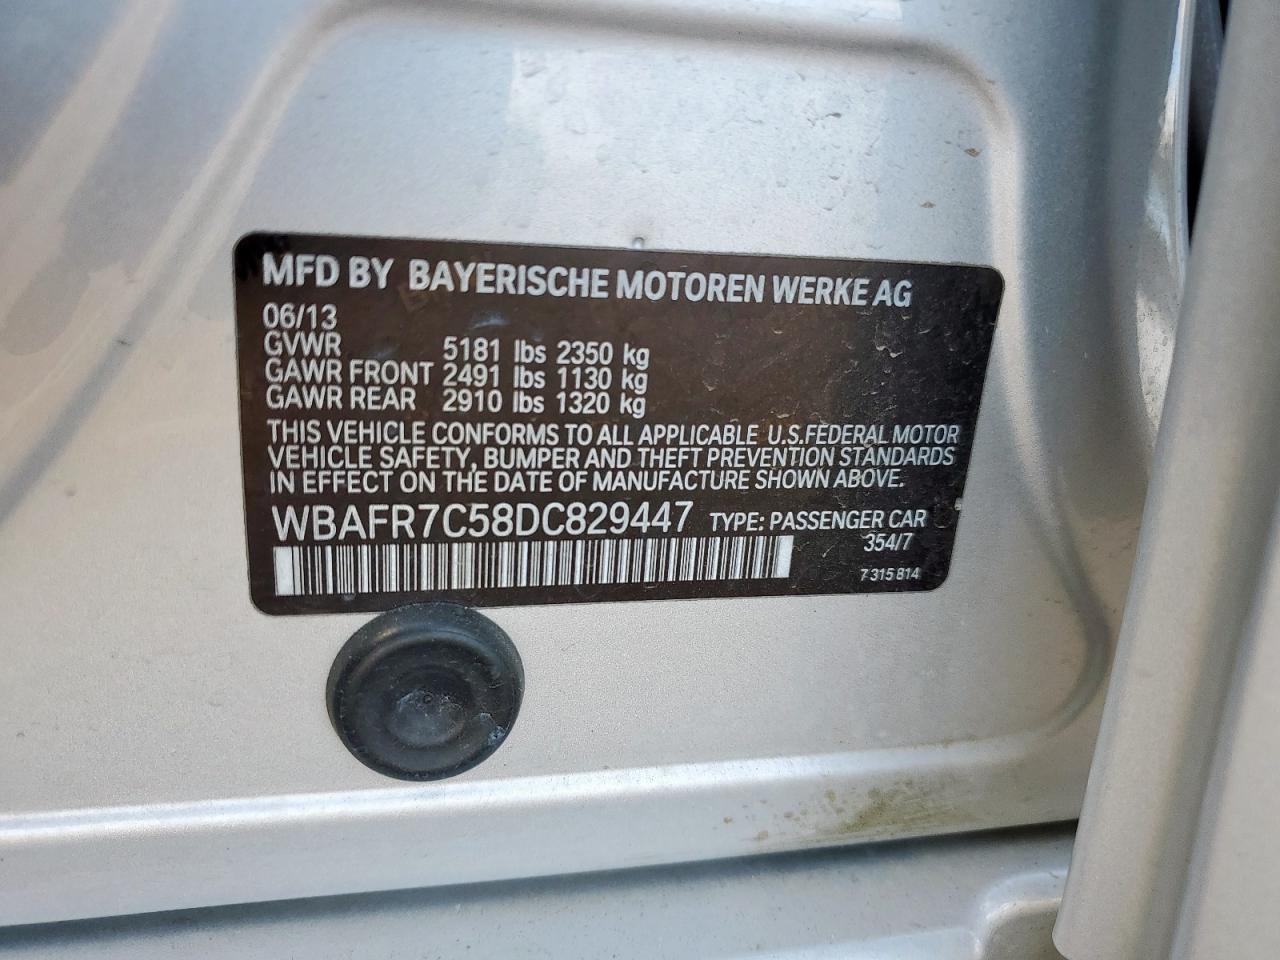 MFD BY BAYERISCHE MOTOREN WERKE AG
06/13
GVWR 5181 lbs 2350 kg
GAWR FRONT 2491 lbs 1130 kg
GAWR REAR 2910 lbs 1320 kg
THIS VEHICLE CONFORMS TO ALL APPLICABLE U.S.FEDERAL MOTOR
VEHICLE SAFETY, BUMPER AND THEFT PREVENTION STANDARDS
IN EFFECT ON THE DATE OF MANUFACTURE SHOWN ABOVE.
WBAFR7C58DC829447 TYPE: PASSENGER CAR
354/7
7 315 814